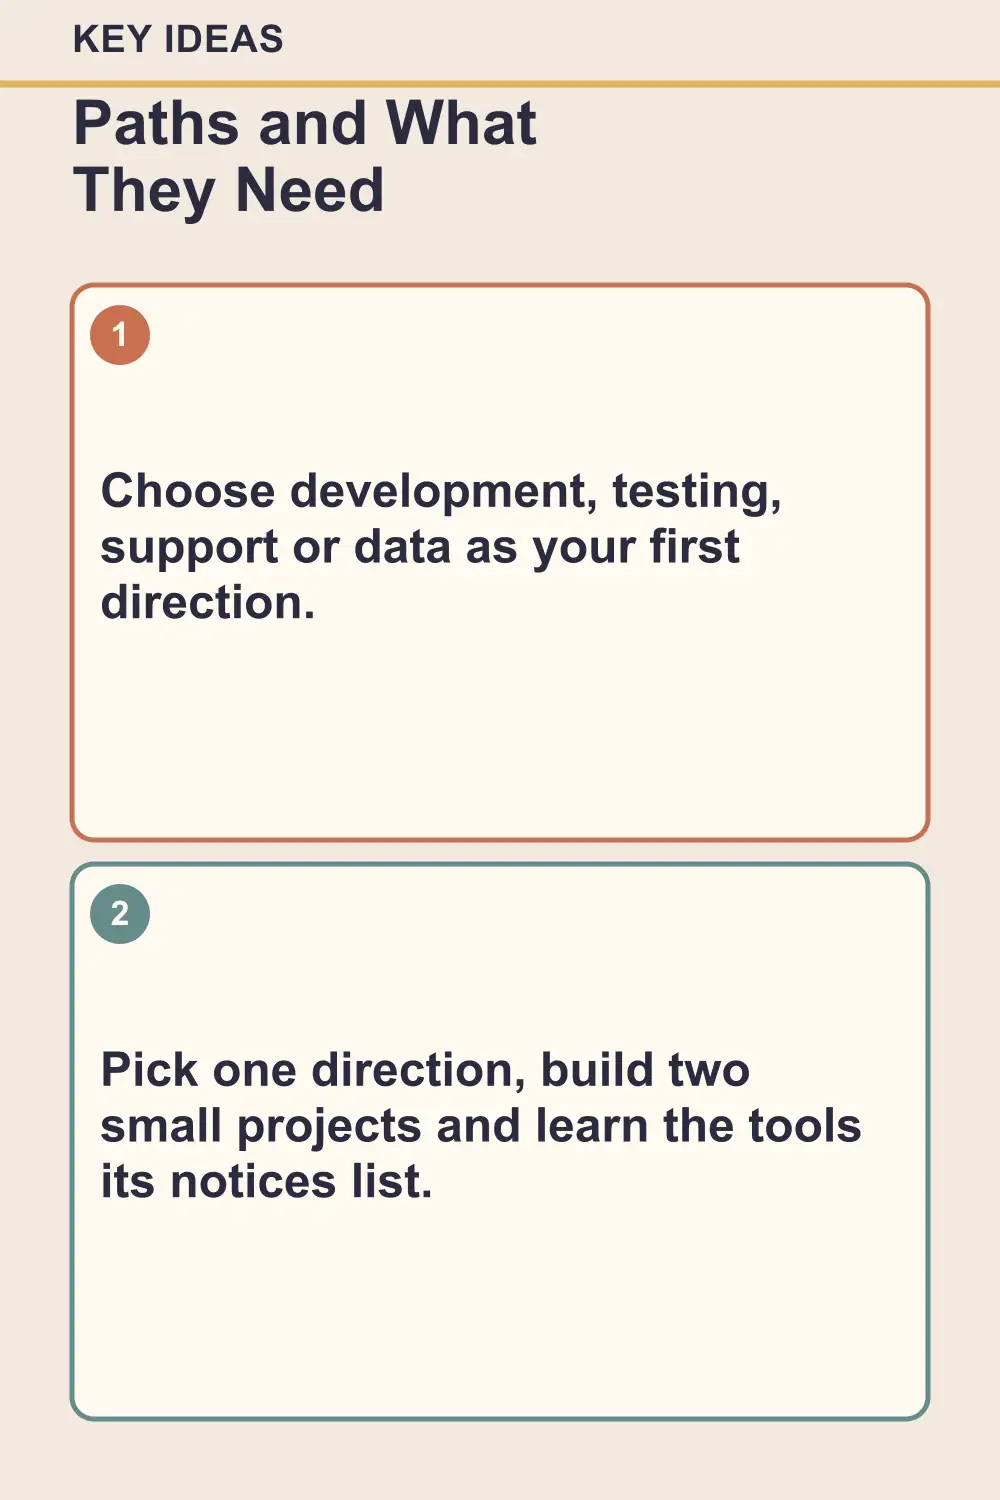 KEY IDEAS
Paths and What
They Need
1
Choose development, testing,
support or data as your first
direction.
2
Pick one direction, build two
small projects and learn the tools
its notices list.